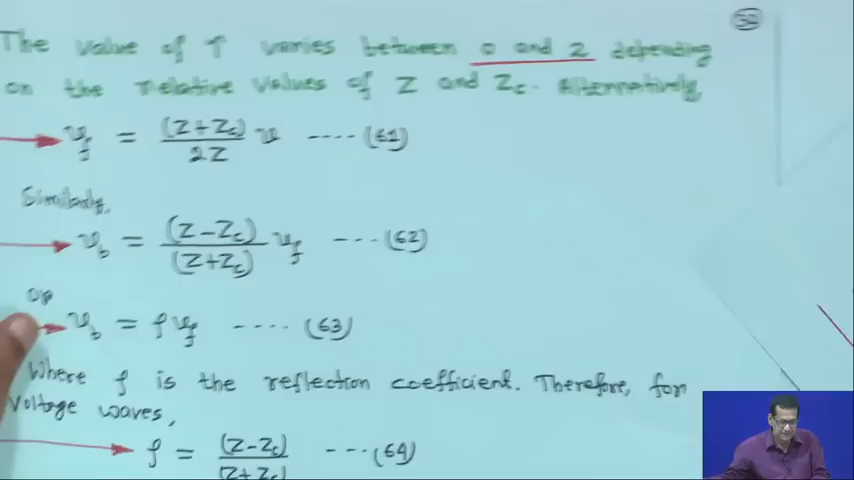 32
The value of τ varies between 0 and 2 depending
on the relative values of Z and Zc. Alternatively,
vf = (Z+Zc)/2Z v ---- (61)
Similarly,
vb = (Z-Zc)/(Z+Zc) vf --- (62)
or
vb = ρvf ---- (63)
Where ρ is the reflection coefficient. Therefore, for
voltage waves,
ρ = (Z-Zc)/(Z+Zc) --- (64)